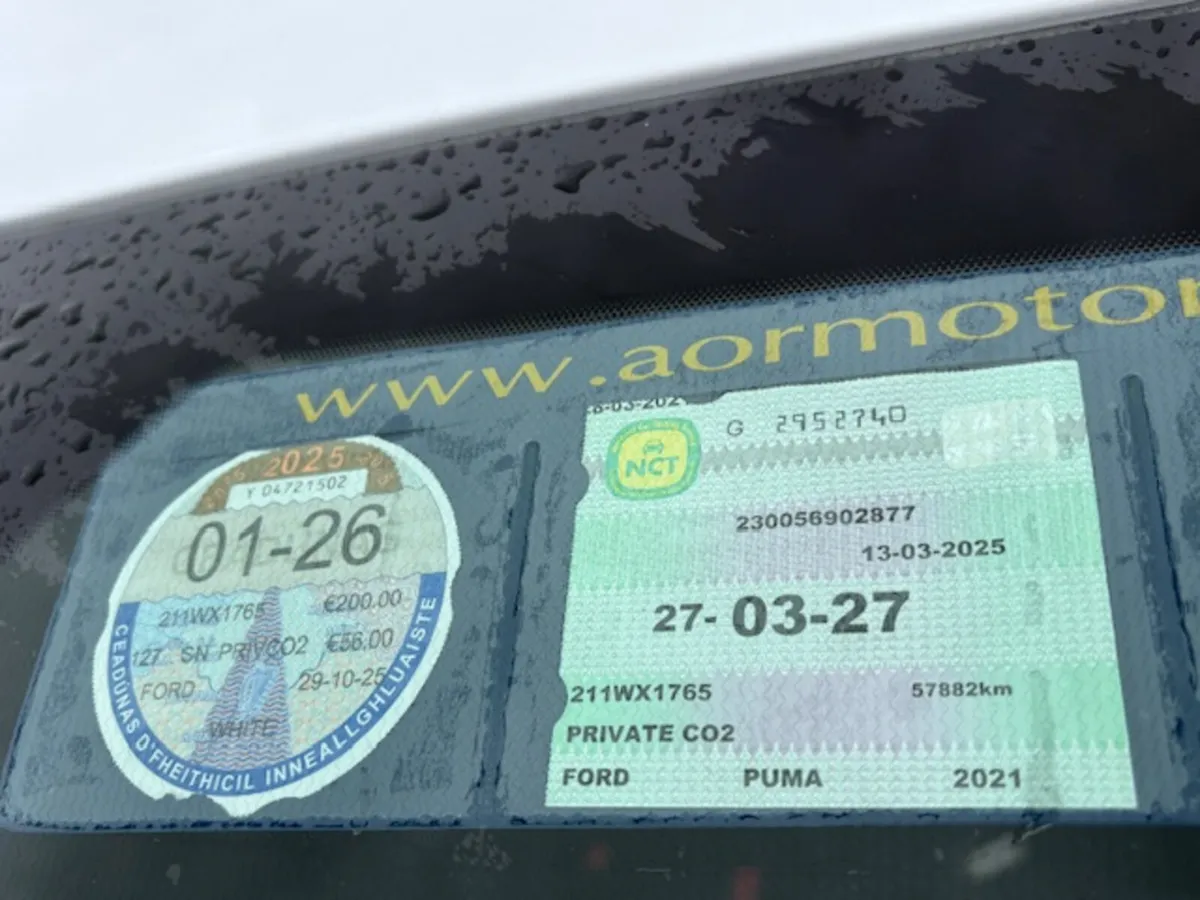 www.aormotor
2025
Y 04721502
01-26
211WX1765 €200.00
127 SN PRIVCO2 €56.00
FORD 29-10-25
WHITE
CEADÚNAS D'FHEITHICIL INNEALLGHLUAISTE
NCT
G 2952740
230056902877
13-03-2025
27-03-27
211WX1765 57882km
PRIVATE CO2
FORD PUMA 2021